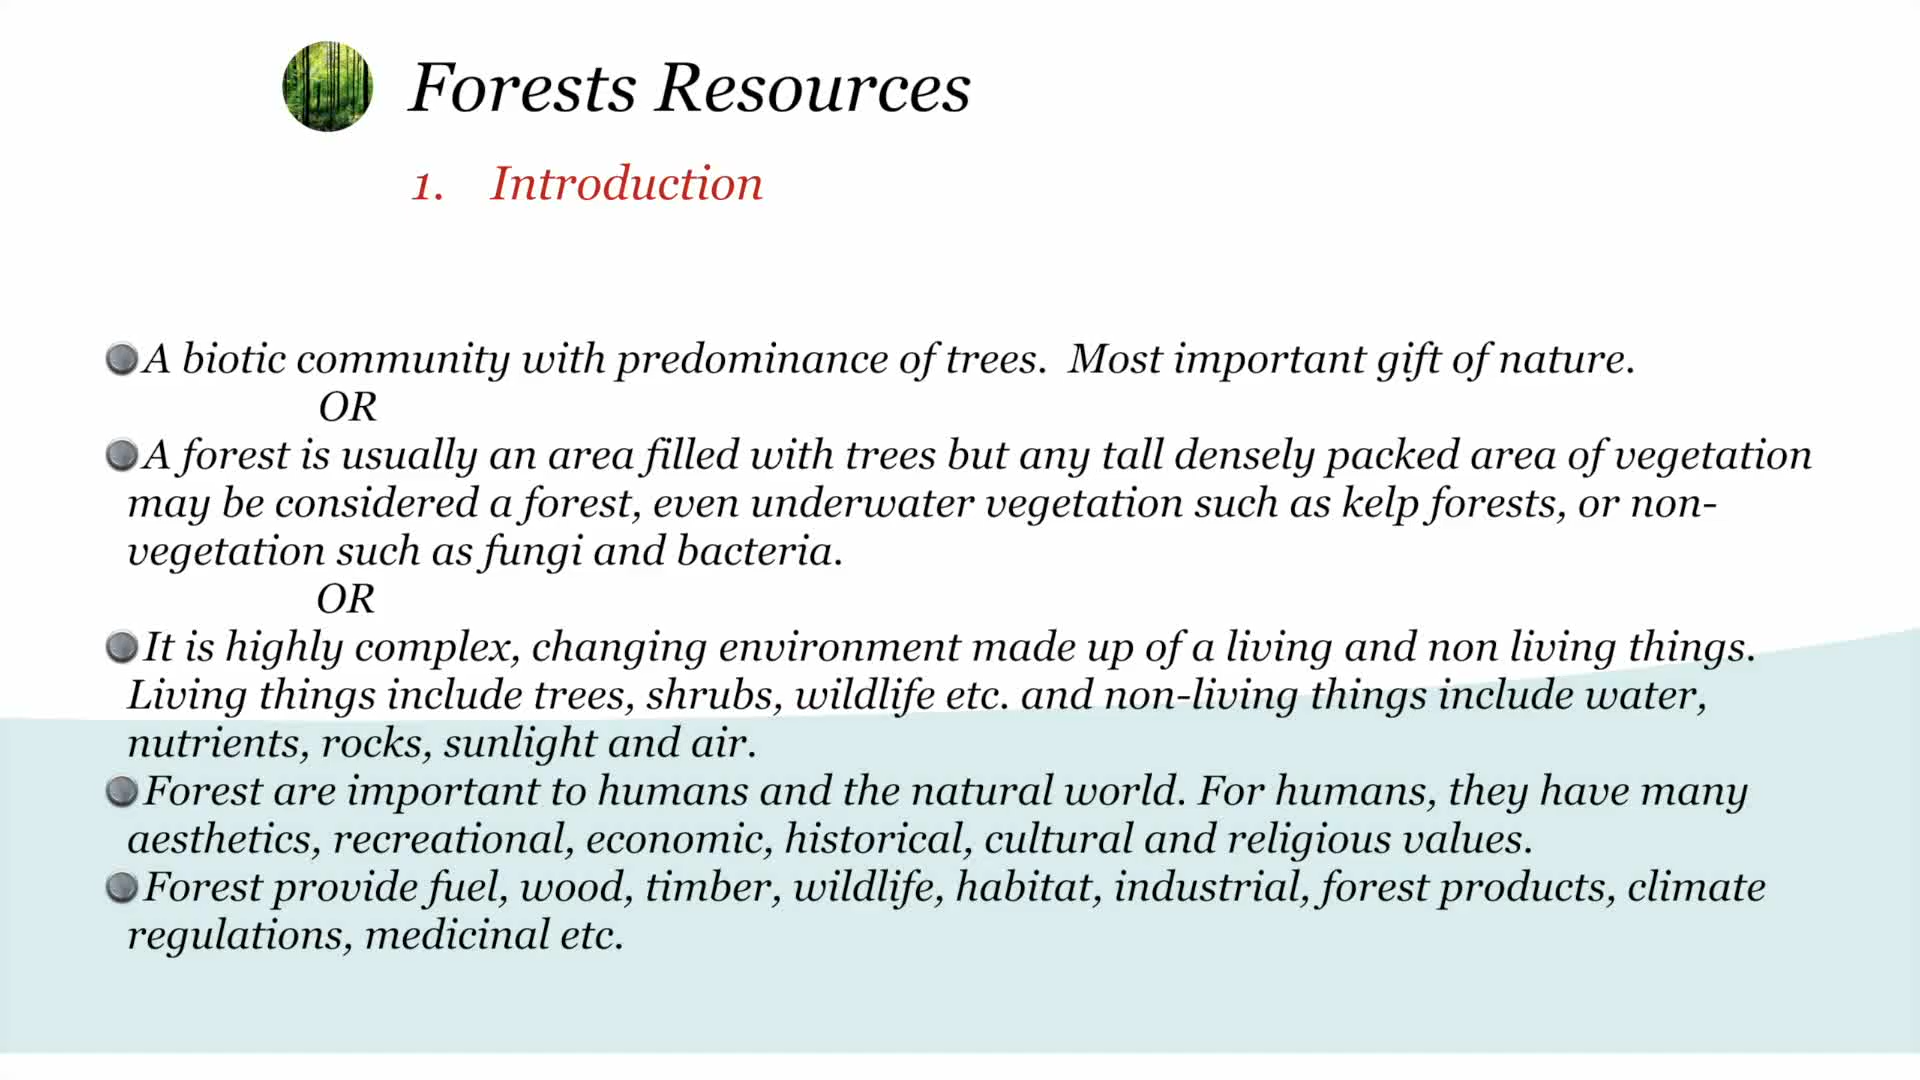 Forests Resources
1. Introduction
A biotic community with predominance of trees. Most important gift of nature.
OR
A forest is usually an area filled with trees but any tall densely packed area of vegetation
may be considered a forest, even underwater vegetation such as kelp forests, or non-
vegetation such as fungi and bacteria.
OR
It is highly complex, changing environment made up of a living and non living things.
Living things include trees, shrubs, wildlife etc. and non-living things include water,
nutrients, rocks, sunlight and air.
Forest are important to humans and the natural world. For humans, they have many
aesthetics, recreational, economic, historical, cultural and religious values.
Forest provide fuel, wood, timber, wildlife, habitat, industrial, forest products, climate
regulations, medicinal etc.